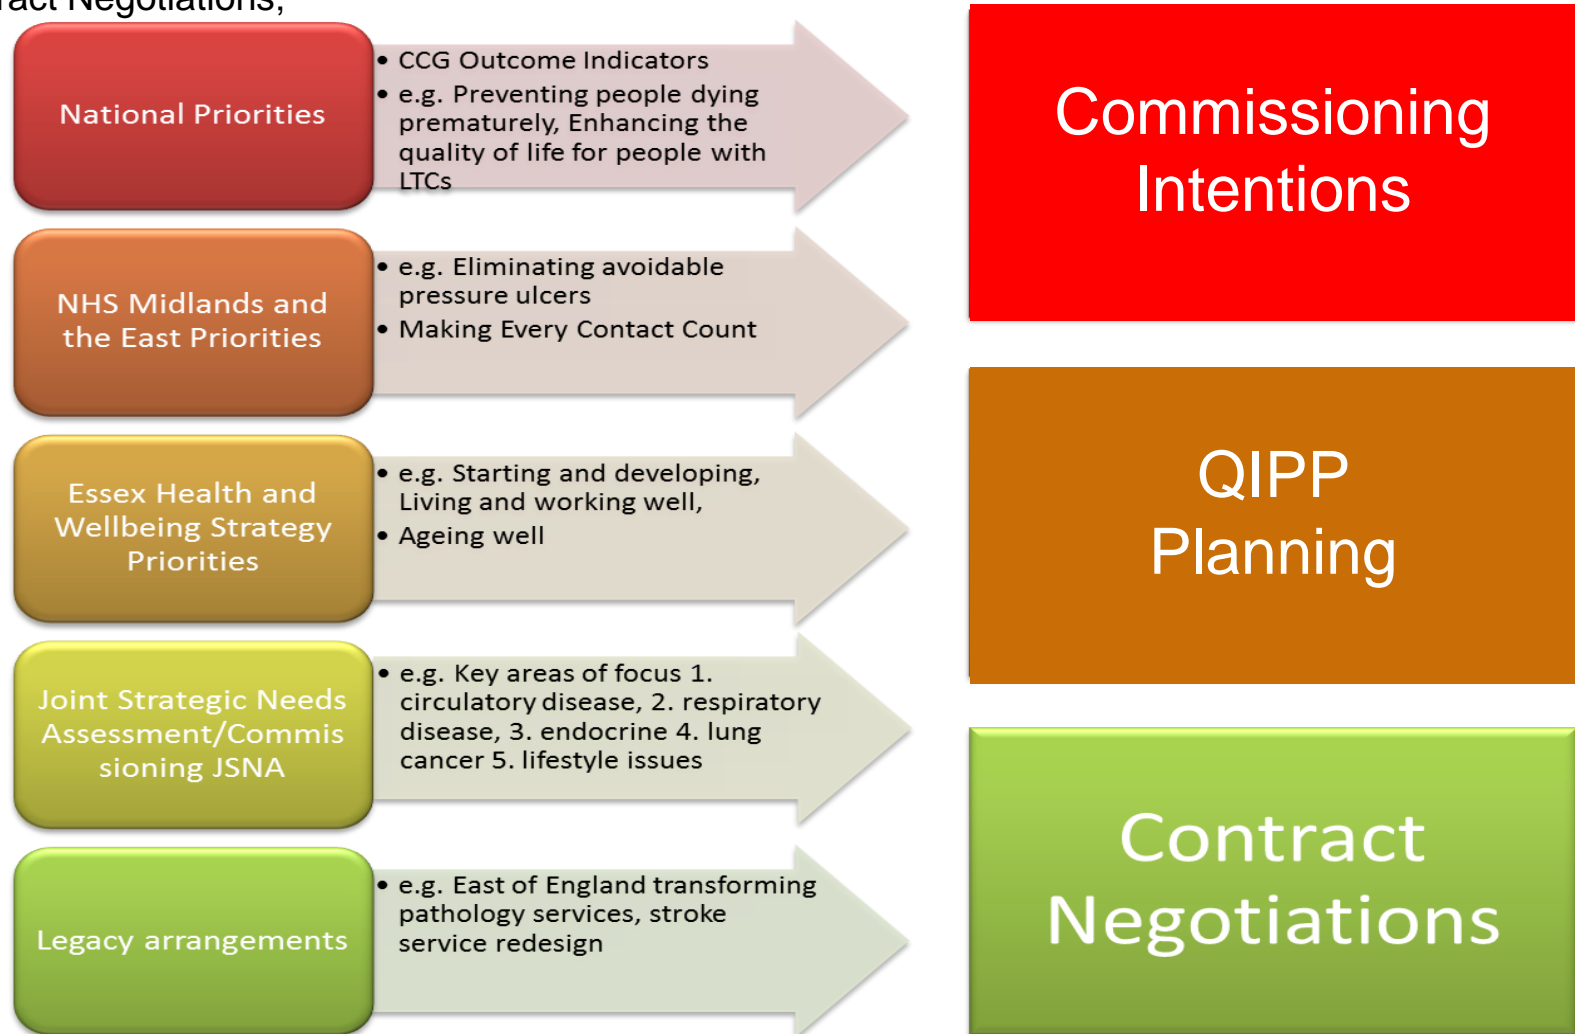 ract Negotiations;
National Priorities
• CCG Outcome Indicators
• e.g. Preventing people dying
prematurely, Enhancing the
quality of life for people with
LTCs
NHS Midlands and
the East Priorities
• e.g. Eliminating avoidable
pressure ulcers
• Making Every Contact Count
Essex Health and
Wellbeing Strategy
Priorities
• e.g. Starting and developing,
Living and working well,
• Ageing well
Joint Strategic Needs
Assessment/Commis
sioning JSNA
• e.g. Key areas of focus 1.
circulatory disease, 2. respiratory
disease, 3. endocrine 4. lung
cancer 5. lifestyle issues
Legacy arrangements
• e.g. East of England transforming
pathology services, stroke
service redesign
Commissioning
Intentions
QIPP
Planning
Contract
Negotiations